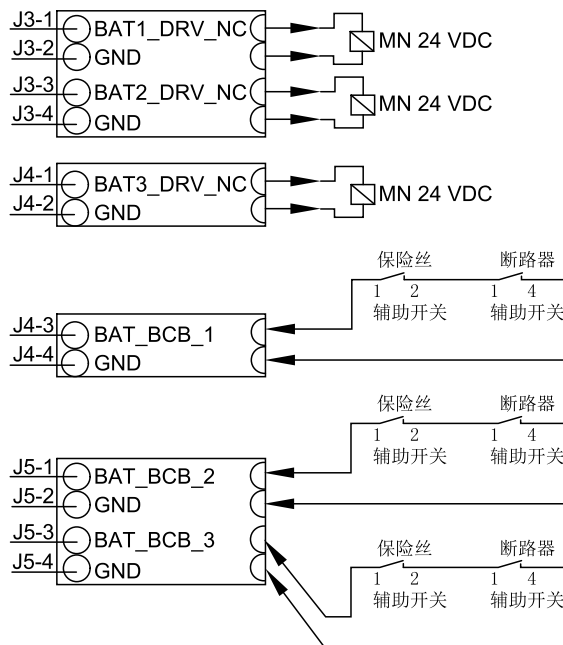 J3-1 BAT1_DRV_NC
MN 24 VDC
J3-2 GND
J3-3 BAT2_DRV_NC
MN 24 VDC
J3-4 GND
J4-1 BAT3_DRV_NC
MN 24 VDC
J4-2 GND
保险丝 断路器
1 2 1 4
辅助开关 辅助开关
J4-3 BAT_BCB_1
J4-4 GND
保险丝 断路器
1 2 1 4
辅助开关 辅助开关
J5-1 BAT_BCB_2
J5-2 GND
J5-3 BAT_BCB_3
J5-4 GND
保险丝 断路器
1 2 1 4
辅助开关 辅助开关